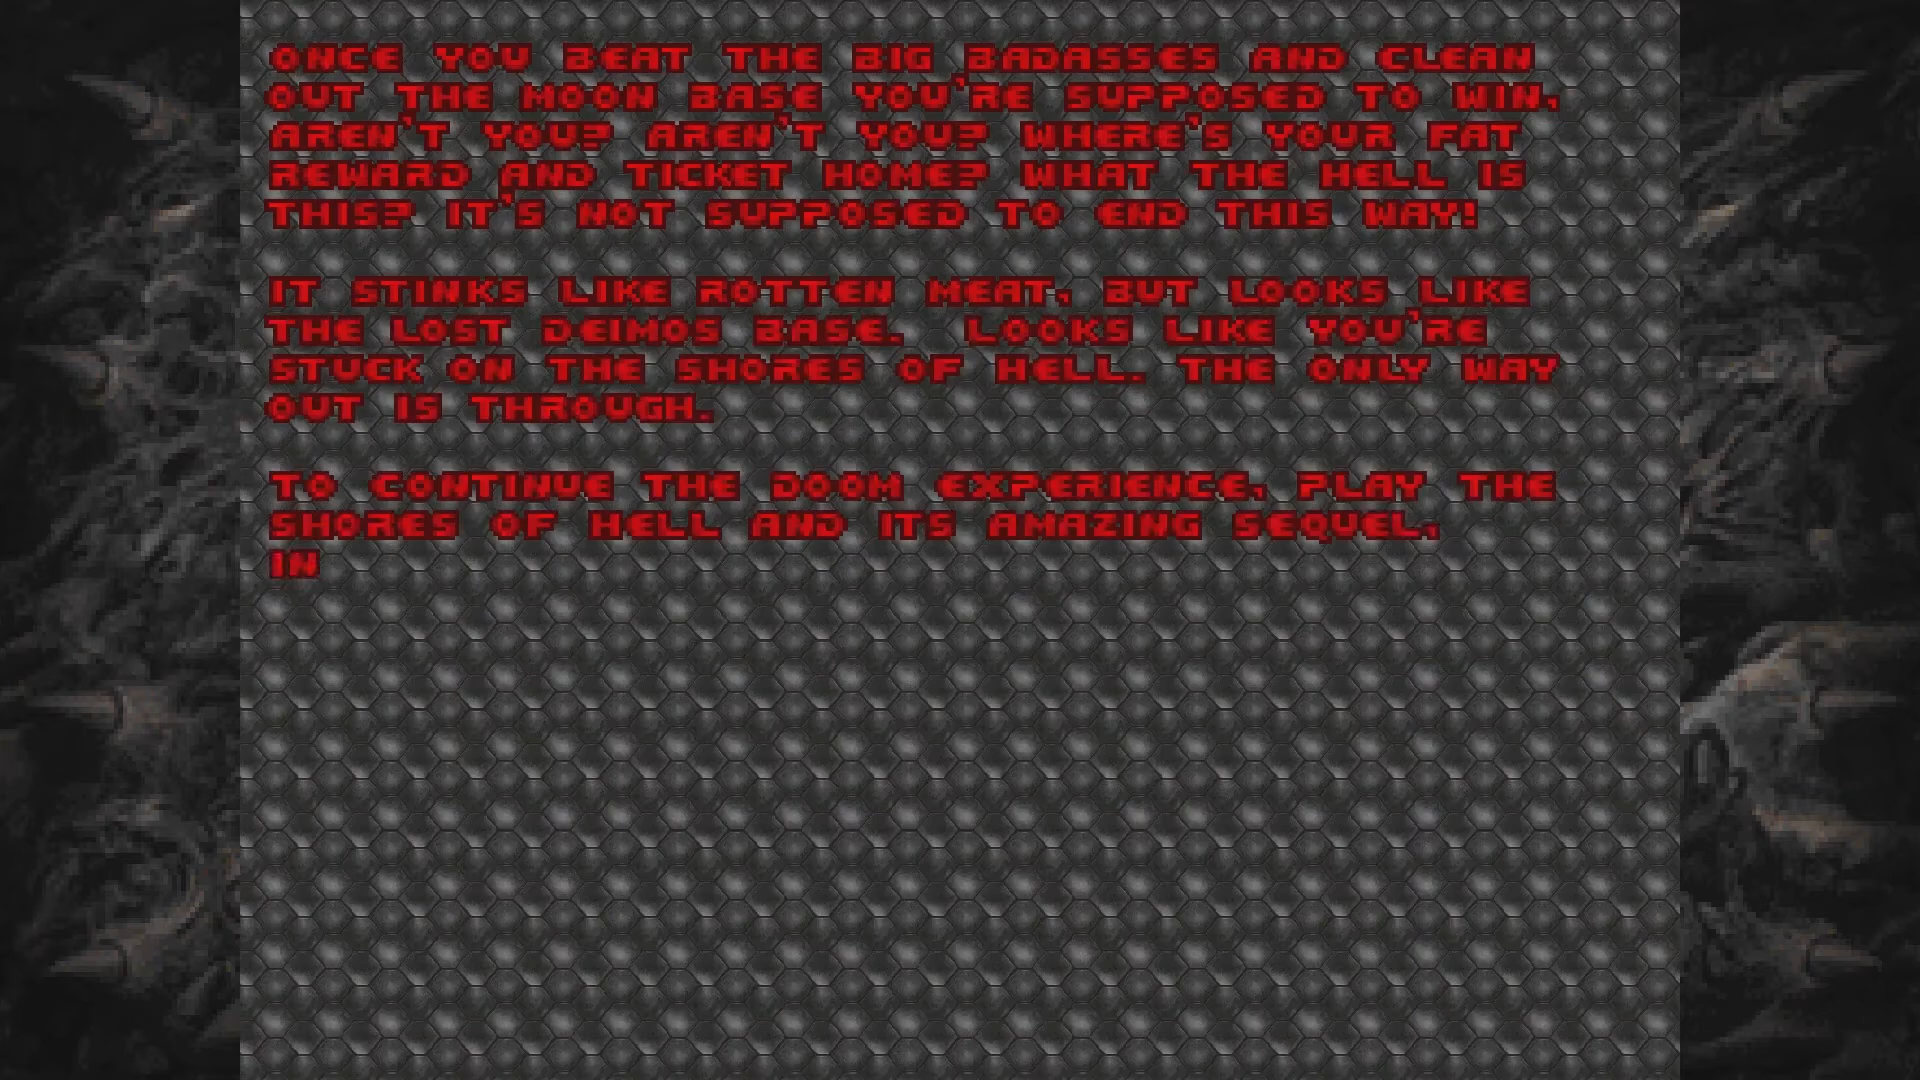 ONCE YOU BEAT THE BIG BADASSES AND CLEAN
OUT THE MOON BASE YOU'RE SUPPOSED TO WIN,
AREN'T YOU? AREN'T YOU? WHERE'S YOUR FAT
REWARD AND TICKET HOME? WHAT THE HELL IS
THIS? IT'S NOT SUPPOSED TO END THIS WAY!
IT STINKS LIKE ROTTEN MEAT, BUT LOOKS LIKE
THE LOST DEIMOS BASE.  LOOKS LIKE YOU'RE
STUCK ON THE SHORES OF HELL. THE ONLY WAY
OUT IS THROUGH.
TO CONTINUE THE DOOM EXPERIENCE, PLAY THE
SHORES OF HELL AND ITS AMAZING SEQUEL,
IN